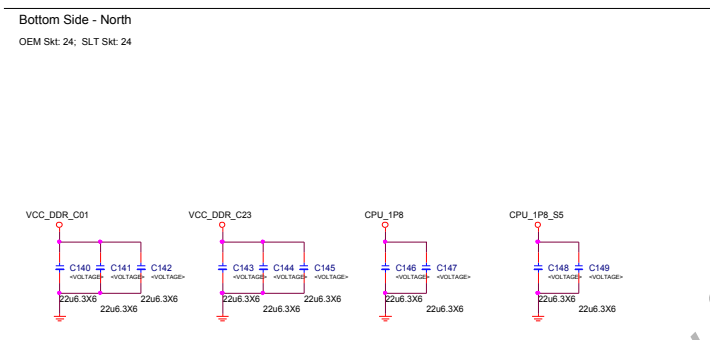 Bottom Side - North
OEM Skt: 24; SLT Skt: 24
VCC_DDR_C01 VCC_DDR_C23 CPU_1P8 CPU_1P8_S5
C140 C141 C142 C143 C144 C145 C146 C147 C148 C149
<VOLTAGE> <VOLTAGE> <VOLTAGE> <VOLTAGE> <VOLTAGE> <VOLTAGE> <VOLTAGE> <VOLTAGE> <VOLTAGE> <VOLTAGE>
22u6.3X6 22u6.3X6 22u6.3X6 22u6.3X6 22u6.3X6 22u6.3X6
22u6.3X6 22u6.3X6 22u6.3X6 22u6.3X6